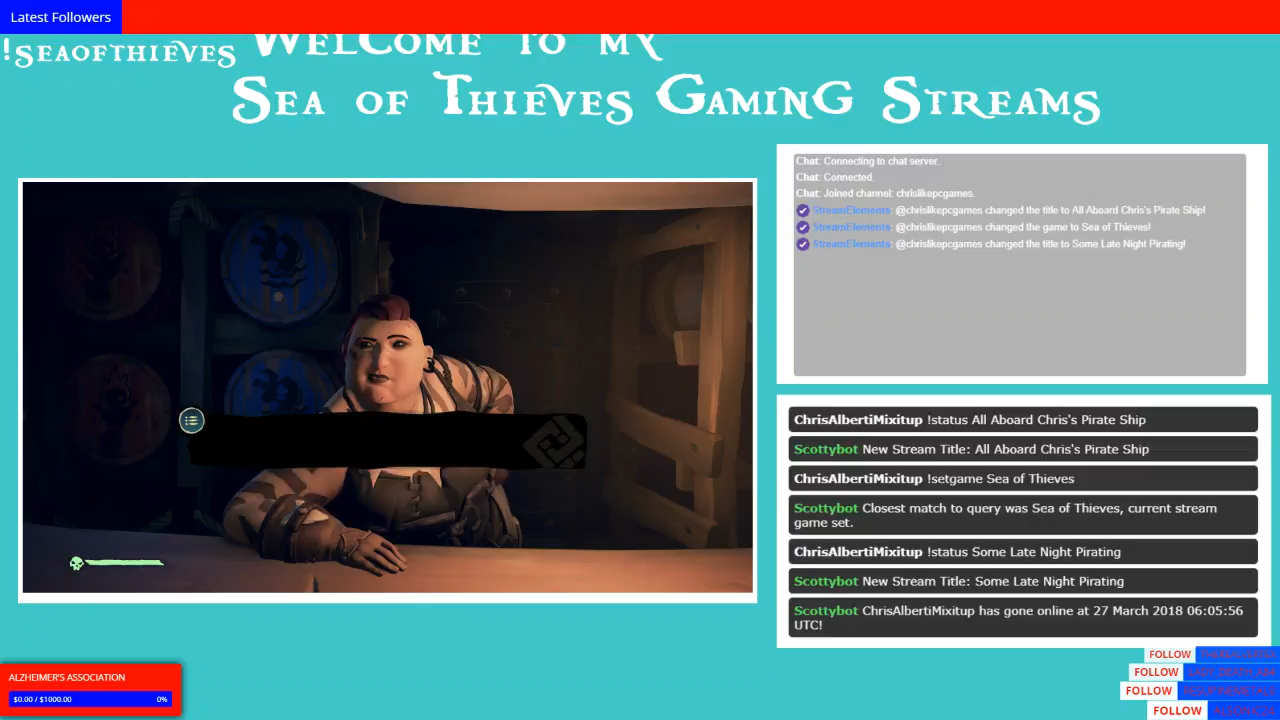 Latest Followers
!SEAOFTHIEVES
WELCOME TO MY
SEA OF THIEVES GAMING STREAMS
Chat: Connecting to chat server..
Chat: Connected.
Chat: Joined channel: chrislikepcgames.
StreamElements: @chrislikepcgames changed the title to All Aboard Chris's Pirate Ship!
StreamElements: @chrislikepcgames changed the game to Sea of Thieves!
StreamElements: @chrislikepcgames changed the title to Some Late Night Pirating!
ChrisAlbertiMixitup !status All Aboard Chris's Pirate Ship
Scottybot New Stream Title: All Aboard Chris's Pirate Ship
ChrisAlbertiMixitup !setgame Sea of Thieves
Scottybot Closest match to query was Sea of Thieves, current stream
game set.
ChrisAlbertiMixitup !status Some Late Night Pirating
Scottybot New Stream Title: Some Late Night Pirating
Scottybot ChrisAlbertiMixitup has gone online at 27 March 2018 06:05:56
UTC!
ALZHEIMER'S ASSOCIATION
$0.00 / $1000.00 0%
FOLLOW
FOLLOW
FOLLOW
FOLLOW